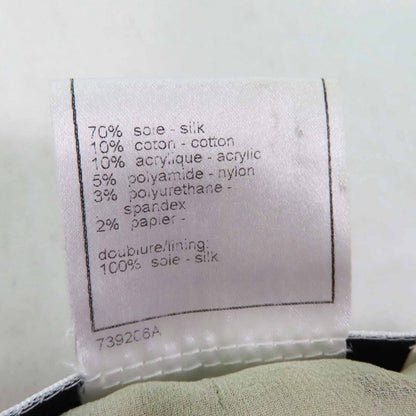 70% soie - silk
10% coton - cotton
10% acrylique - acrylic
5% polyamide - nylon
3% polyurethane -
spandex
2% papier -
doublure/lining:
100% soie - silk
739206A